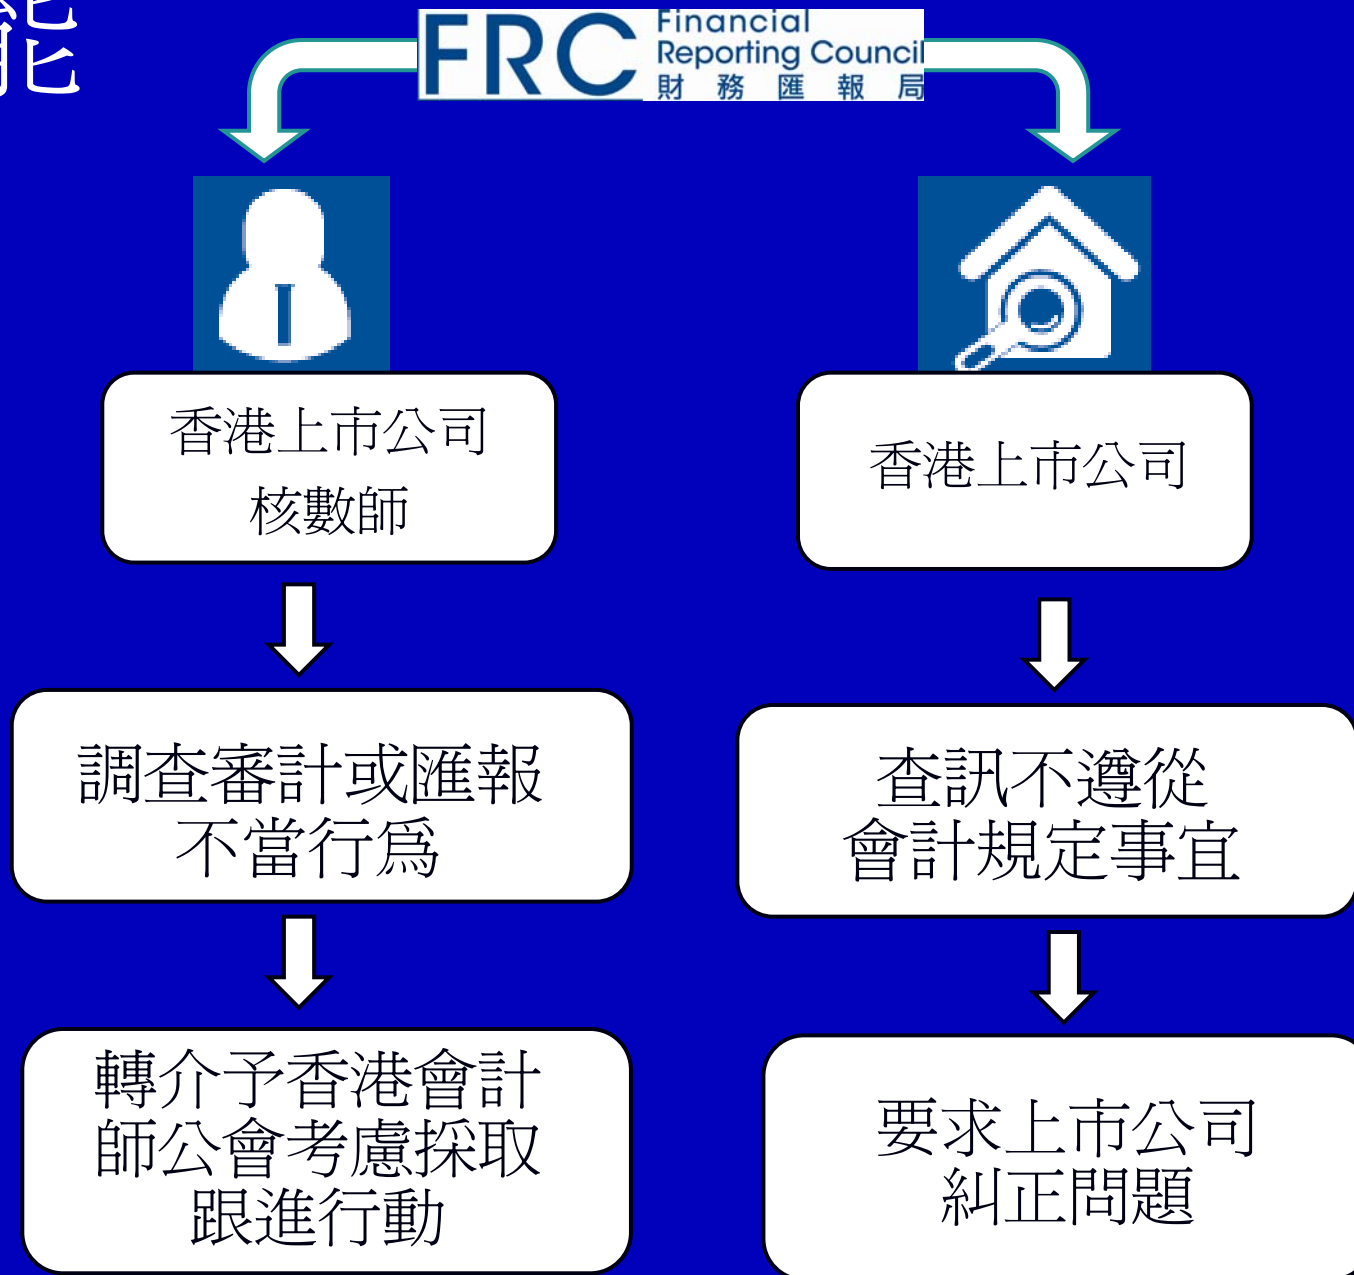 能
FRC
Financial
Reporting Council
財務匯報局
香港上市公司
核數師
香港上市公司
調查審計或匯報
不當行為
查訊不遵從
會計規定事宜
轉介予香港會計
師公會考慮採取
跟進行動
要求上市公司
糾正問題